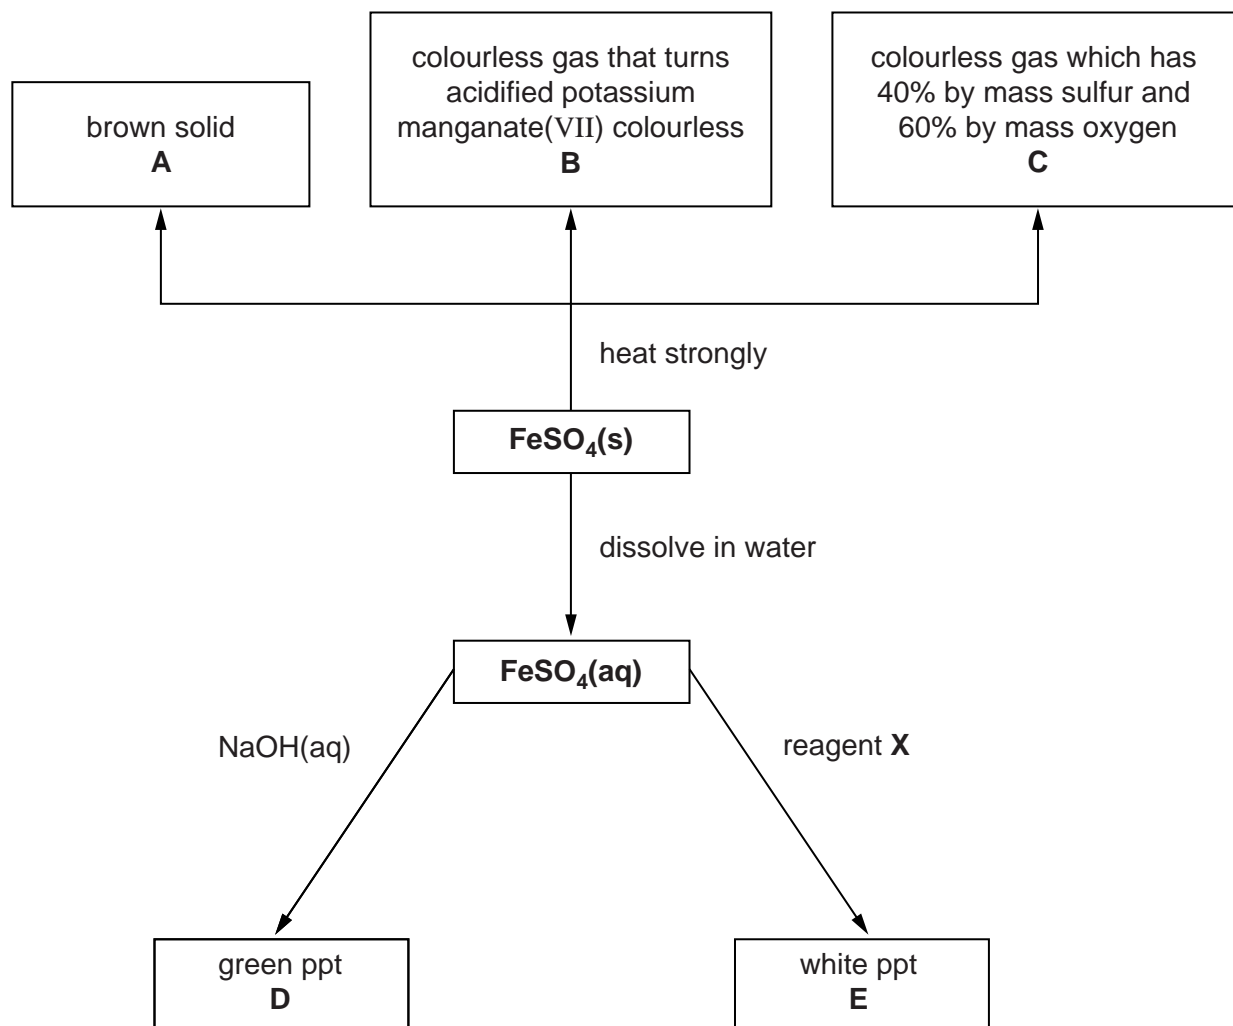 brown solid
A
colourless gas that turns
acidified potassium
manganate(VII) colourless
B
colourless gas which has
40% by mass sulfur and
60% by mass oxygen
C
heat strongly
FeSO₄(s)
dissolve in water
FeSO₄(aq)
NaOH(aq)
reagent X
green ppt
D
white ppt
E